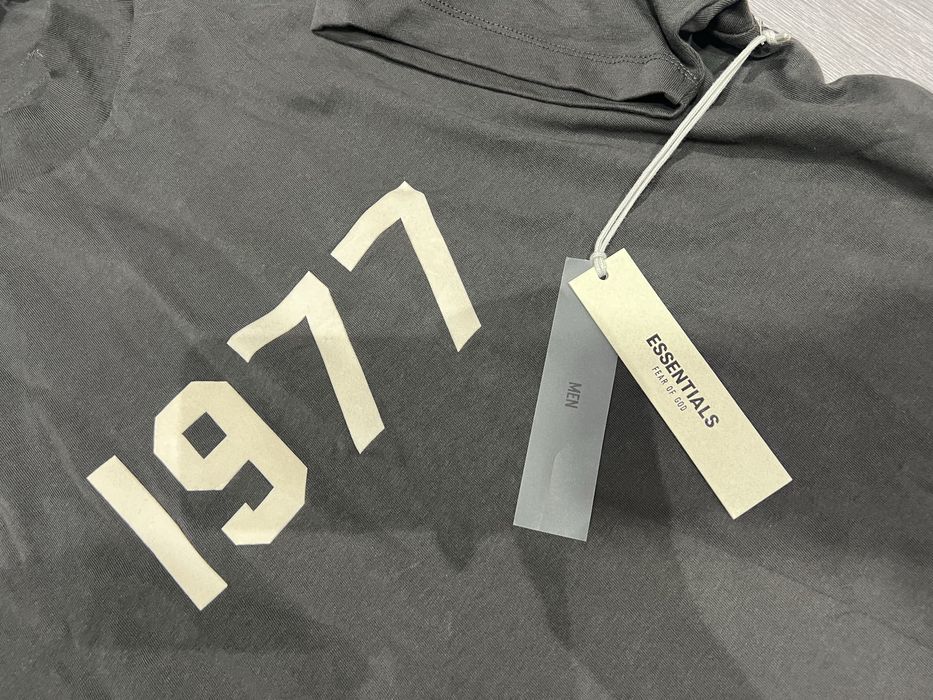 1977
MEN
ESSENTIALS
FEAR OF GOD